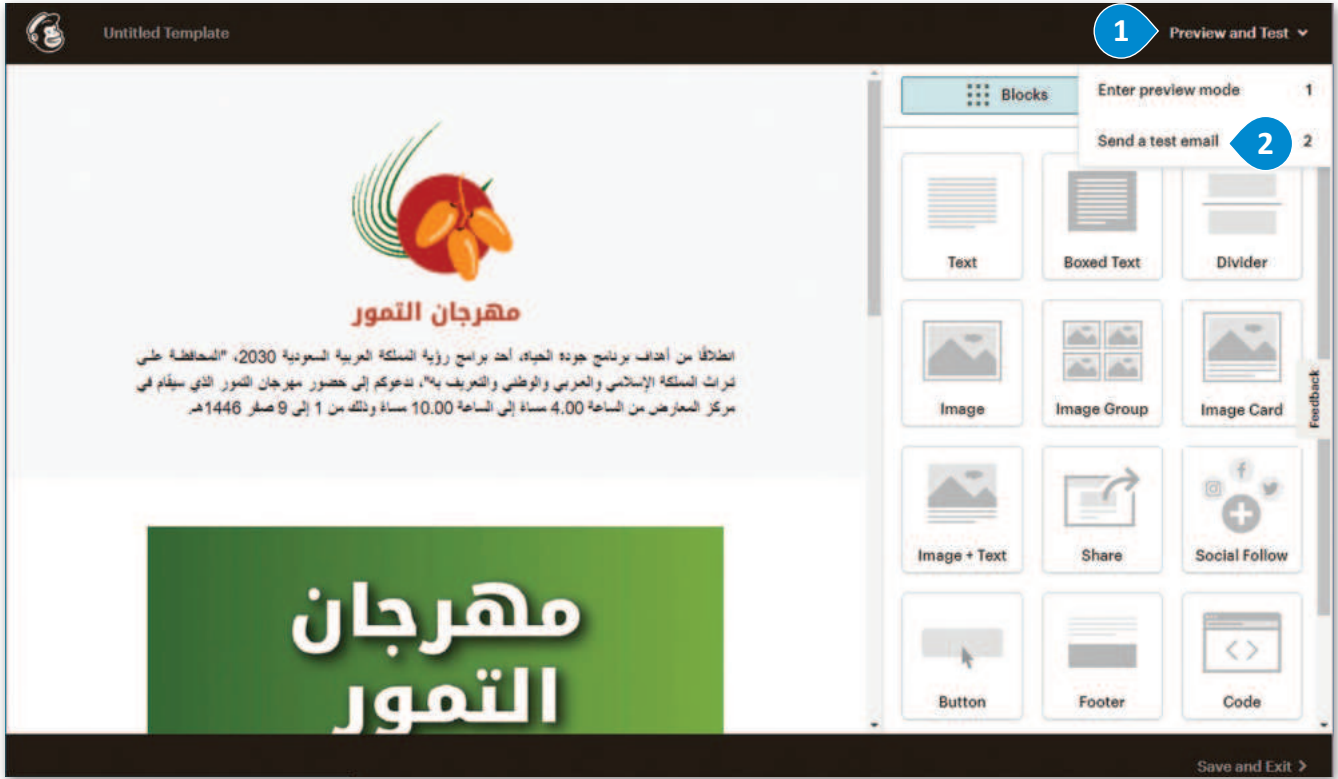 Untitled Template
1
Preview and Test
Blocks
Enter preview mode 1
Send a test email 2 2
مهرجان التمور
انطلاقًا من أهداف برنامج جودة الحياة، أحد برامج رؤية المملكة العربية السعودية 2030، "المحافظة على
تراث المملكة الإسلامي والعربي والوطني والتعريف به"، ندعوكم إلى حضور مهرجان التمور الذي سيقام في
مركز المعارض من الساعة 4.00 مساءً إلى الساعة 10.00 مساءً وذلك من 1 إلى 9 صفر 1446هـ.
مهرجان
التمور
Text Boxed Text Divider
Image Image Group Image Card
Feedback
Image + Text Share Social Follow
Button Footer Code
Save and Exit >